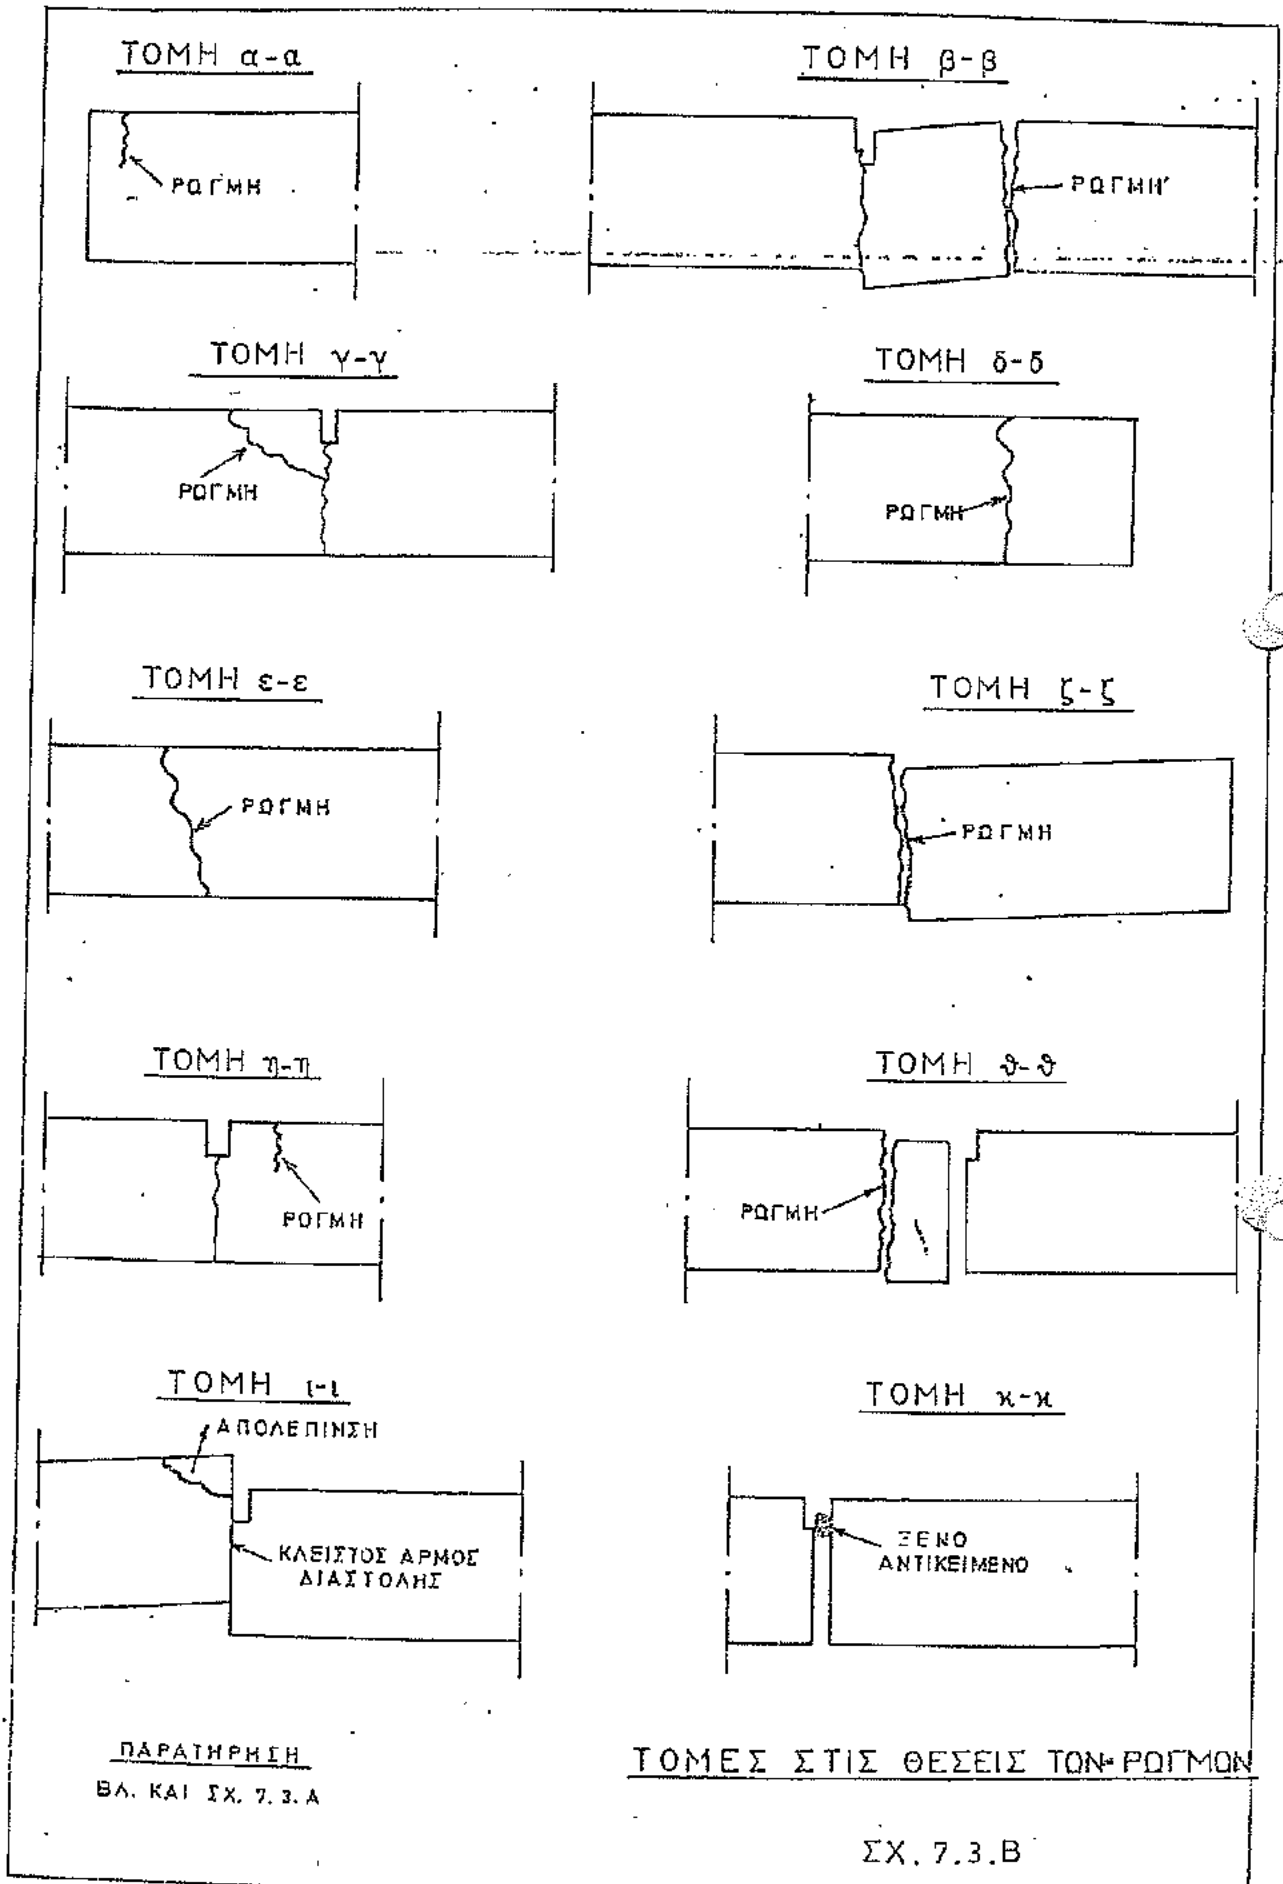 ΤΟΜΗ α-α
ΤΟΜΗ β-β
ΡΩΓΜΗ
ΡΩΓΜΗ
ΤΟΜΗ γ-γ
ΤΟΜΗ δ-δ
ΡΩΓΜΗ
ΡΩΓΜΗ
ΤΟΜΗ ε-ε
ΤΟΜΗ ζ-ζ
ΡΩΓΜΗ
ΡΩΓΜΗ
ΤΟΜΗ η-η
ΤΟΜΗ ϑ-ϑ
ΡΩΓΜΗ
ΡΩΓΜΗ
ΤΟΜΗ ι-ι
ΤΟΜΗ κ-κ
ΑΠΟΛΕΠΙΝΣΗ
ΚΛΕΙΣΤΟΣ ΑΡΜΟΣ
ΔΙΑΣΤΟΛΗΣ
ΞΕΝΟ
ΑΝΤΙΚΕΙΜΕΝΟ
ΠΑΡΑΤΗΡΗΣΗ
ΒΛ. ΚΑΙ ΣΧ. 7.3.Α
ΤΟΜΕΣ ΣΤΙΣ ΘΕΣΕΙΣ ΤΩΝ ΡΩΓΜΩΝ
ΣΧ. 7.3.Β